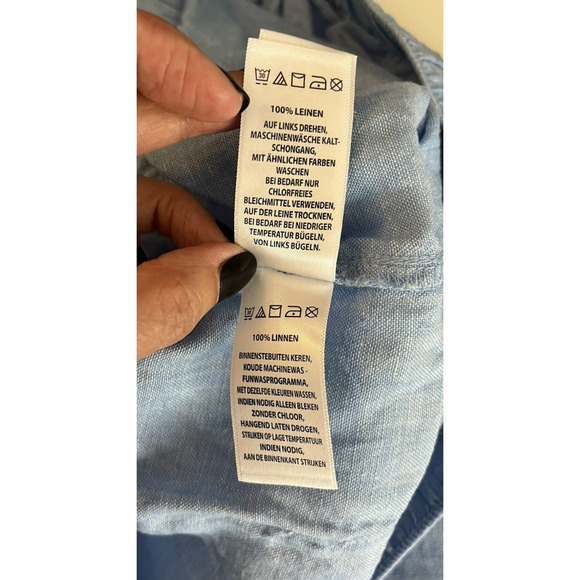 30
100% LEINEN
AUF LINKS DREHEN,
MASCHINENWÄSCHE KALT-
SCHONGANG,
MIT ÄHNLICHEN FARBEN
WASCHEN
BEI BEDARF NUR
CHLORFREIES
BLEICHMITTEL VERWENDEN,
AUF DER LEINE TROCKNEN,
BEI BEDARF BEI NIEDRIGER
TEMPERATUR BÜGELN,
VON LINKS BÜGELN.
30
100% LINNEN
BINNENSTEBUITEN KEREN,
KOUDE MACHINEWAS -
FIJNWASPROGRAMMA,
MET DEZELFDE KLEUREN WASSEN,
INDIEN NODIG ALLEEN BLEKEN
ZONDER CHLOOR,
HANGEND LATEN DROGEN,
STRIJKEN OP LAGE TEMPERATUUR
INDIEN NODIG,
AAN DE BINNENKANT STRIJKEN